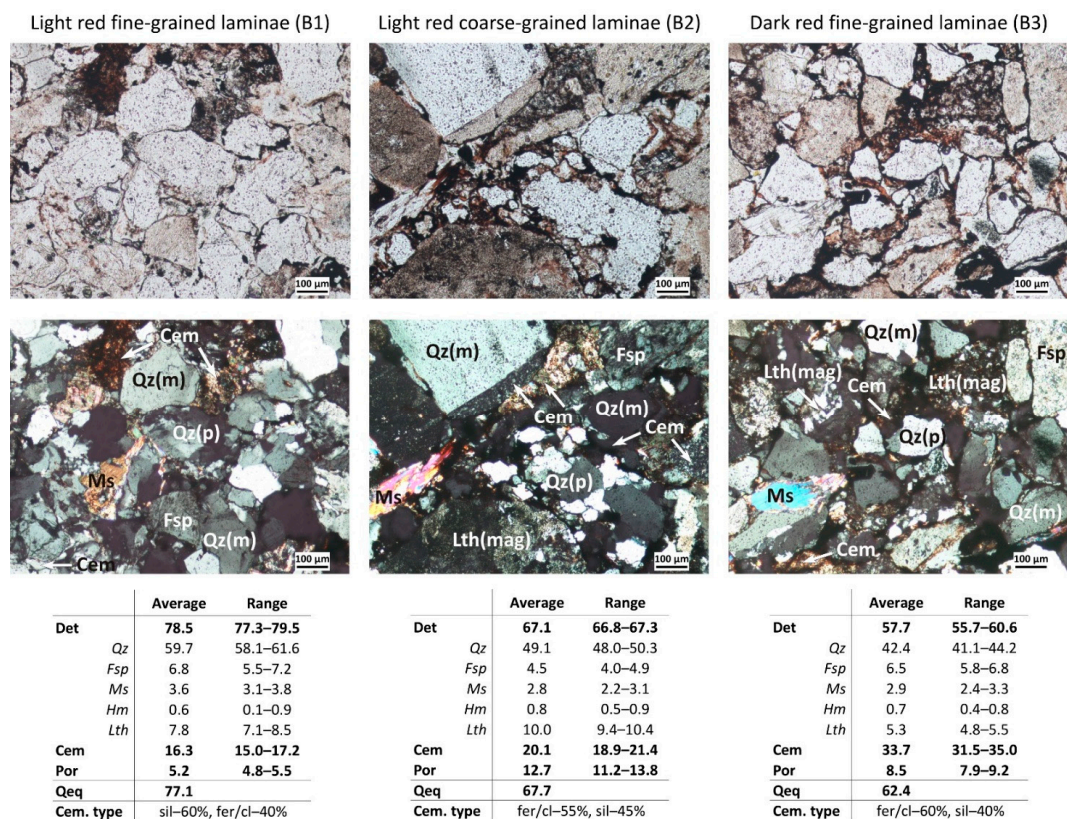 Light red fine-grained laminae (B1)
Light red coarse-grained laminae (B2)
Dark red fine-grained laminae (B3)
100 µm
100 µm
100 µm
Cem
Qz(m)
Qz(p)
Ms
Fsp
Qz(m)
Cem
100 µm
Qz(m)
Fsp
Cem
Qz(m)
Cem
Ms
Qz(p)
Lth(mag)
100 µm
Qz(m)
Fsp
Lth(mag)
Cem
Lth(mag)
Qz(p)
Ms
Qz(m)
Cem
100 µm
Average Range
Det 78.5 77.3–79.5
Qz 59.7 58.1–61.6
Fsp 6.8 5.5–7.2
Ms 3.6 3.1–3.8
Hm 0.6 0.1–0.9
Lth 7.8 7.1–8.5
Cem 16.3 15.0–17.2
Por 5.2 4.8–5.5
Qeq 77.1
Cem. type sil–60%, fer/cl–40%
Average Range
Det 67.1 66.8–67.3
Qz 49.1 48.0–50.3
Fsp 4.5 4.0–4.9
Ms 2.8 2.2–3.1
Hm 0.8 0.5–0.9
Lth 10.0 9.4–10.4
Cem 20.1 18.9–21.4
Por 12.7 11.2–13.8
Qeq 67.7
Cem. type fer/cl–55%, sil–45%
Average Range
Det 57.7 55.7–60.6
Qz 42.4 41.1–44.2
Fsp 6.5 5.8–6.8
Ms 2.9 2.4–3.3
Hm 0.7 0.4–0.8
Lth 5.3 4.8–5.5
Cem 33.7 31.5–35.0
Por 8.5 7.9–9.2
Qeq 62.4
Cem. type fer/cl–60%, sil–40%